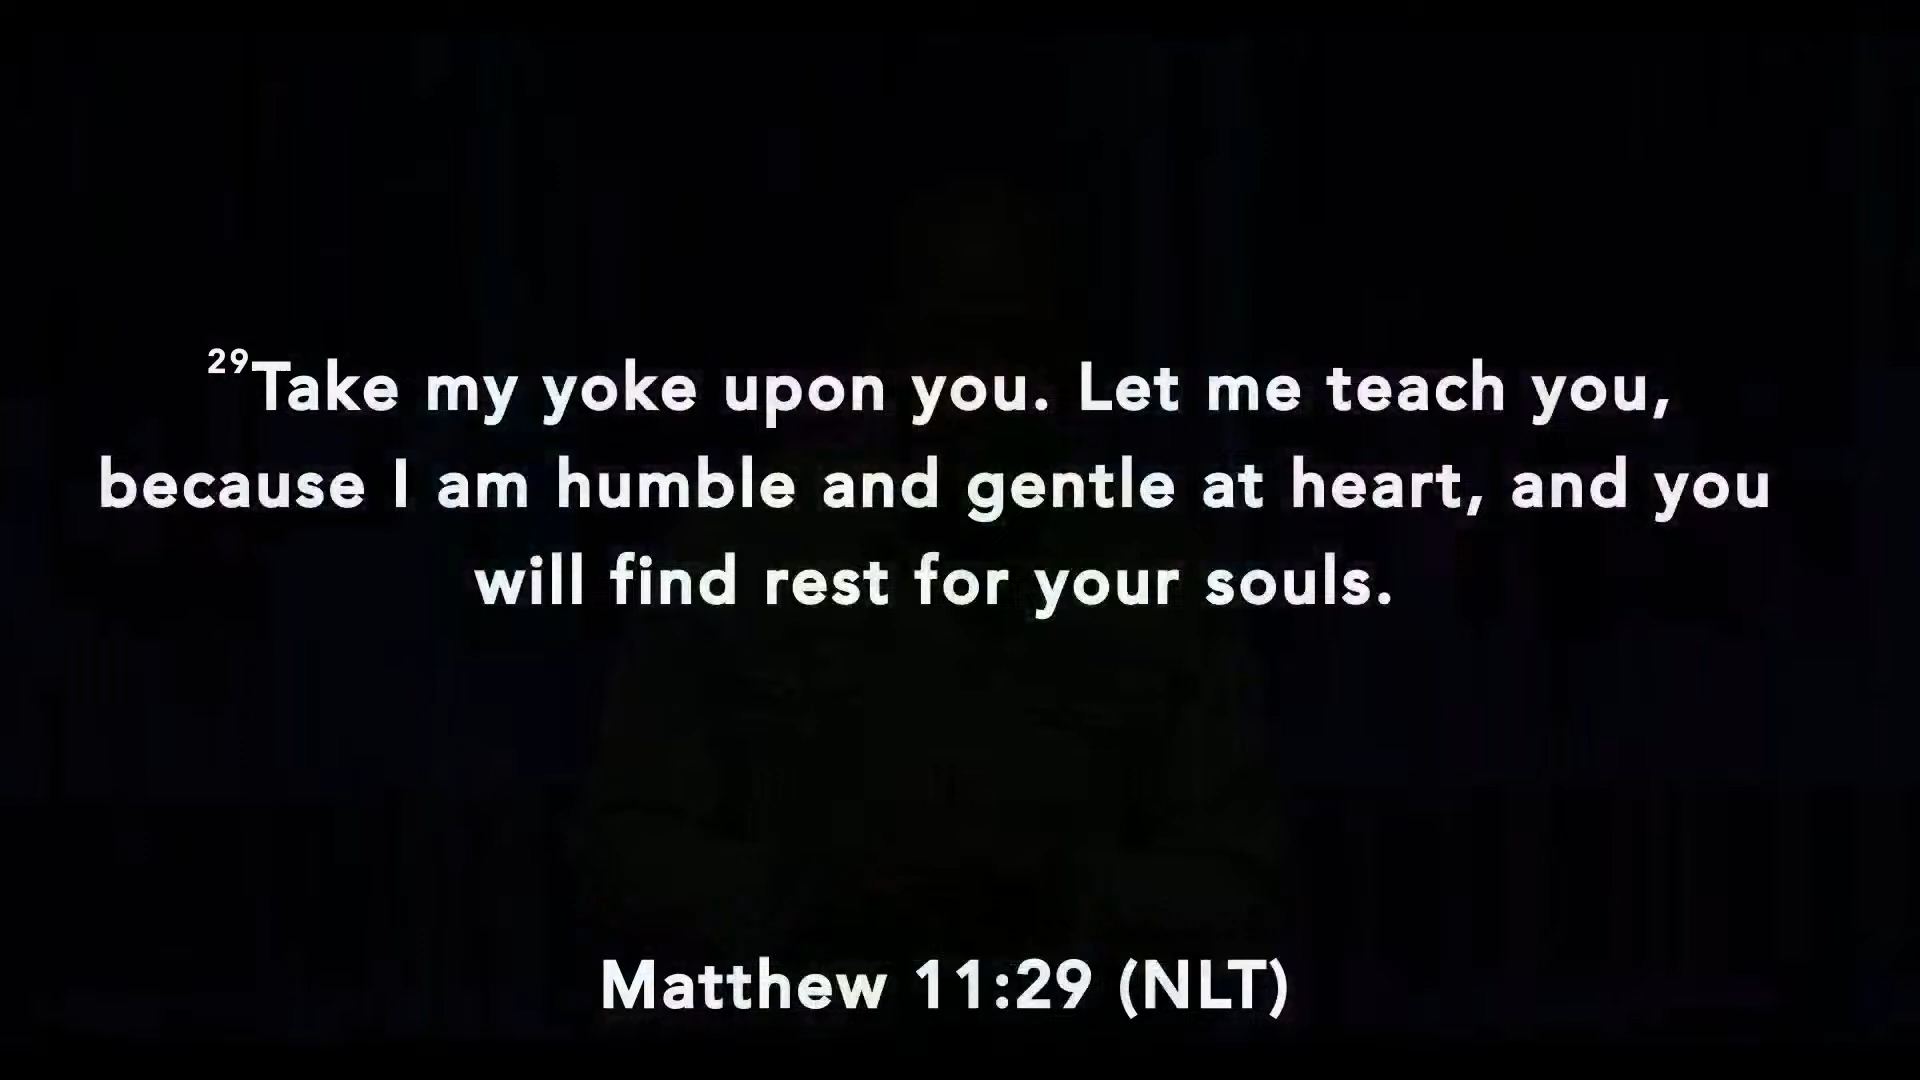 29Take my yoke upon you. Let me teach you,
because I am humble and gentle at heart, and you
will find rest for your souls.
Matthew 11:29 (NLT)